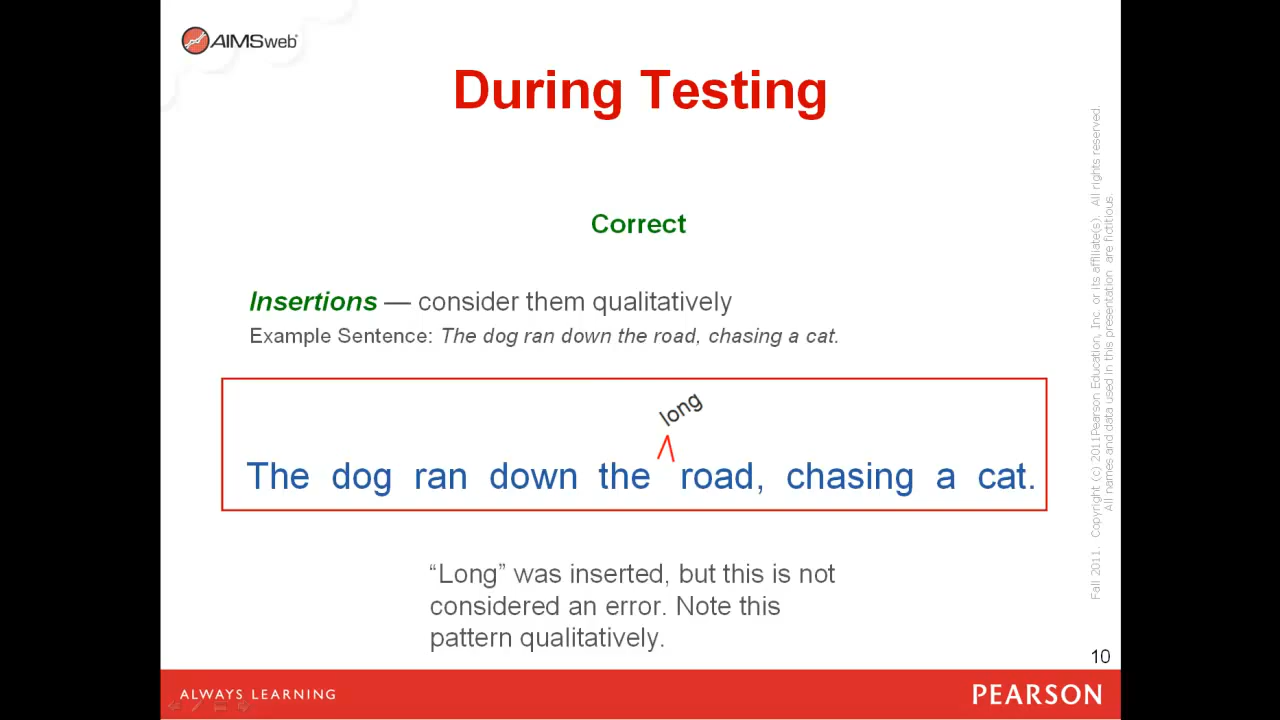 AIMSweb
During Testing
Correct
Insertions — consider them qualitatively
Example Sentence: The dog ran down the road, chasing a cat.
long
The dog ran down the road, chasing a cat.
“Long” was inserted, but this is not
considered an error. Note this
pattern qualitatively.
Fall 2011. Copyright (c) 2011Pearson Education, Inc. or its affiliate(s). All rights reserved.
All names and data used in this presentation are fictitious.
10
ALWAYS LEARNING
PEARSON